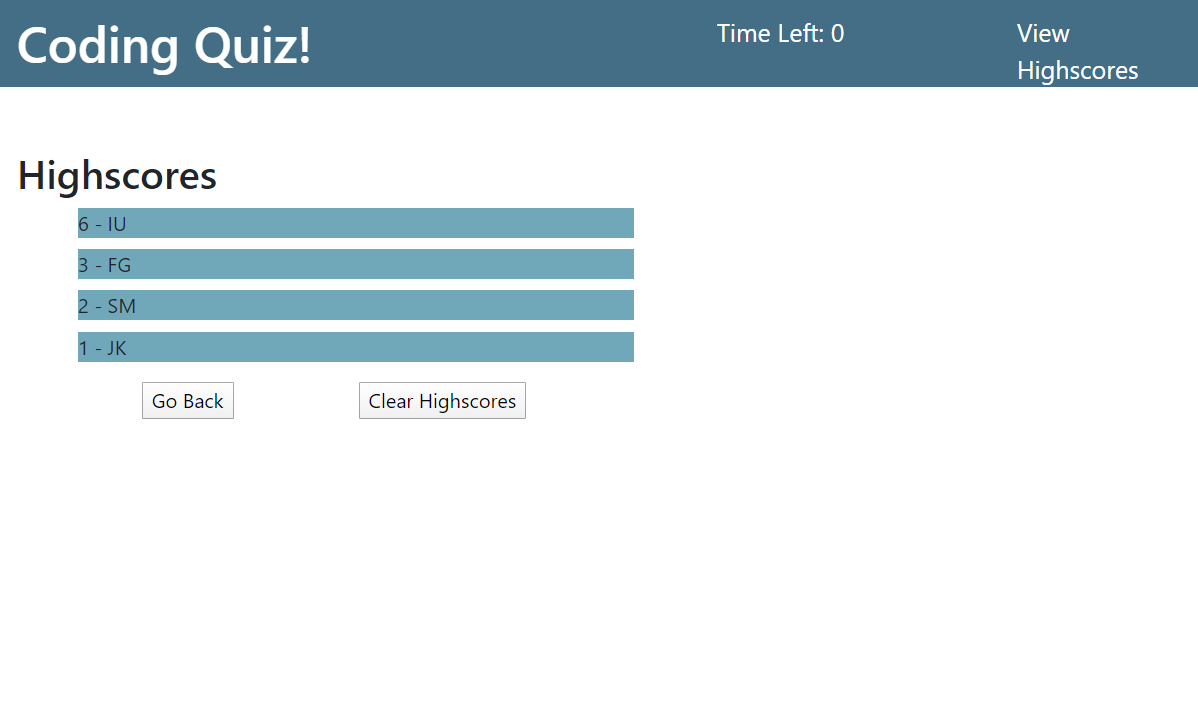 Coding Quiz!
Time Left: 0
View
Highscores
Highscores
6 - IU
3 - FG
2 - SM
1 - JK
Go Back
Clear Highscores